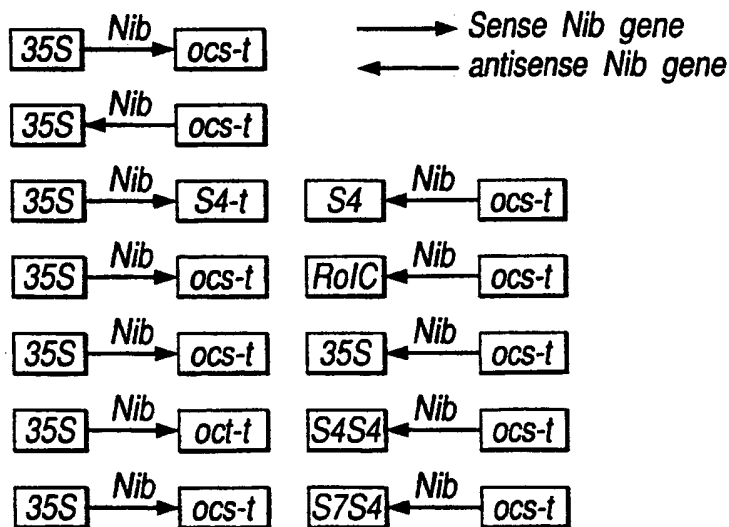 35S Nib ocs-t Sense Nib gene
antisense Nib gene
35S Nib ocs-t
35S Nib S4-t S4 Nib ocs-t
35S Nib ocs-t RolC Nib ocs-t
35S Nib ocs-t 35S Nib ocs-t
35S Nib oct-t S4S4 Nib ocs-t
35S Nib ocs-t S7S4 Nib ocs-t